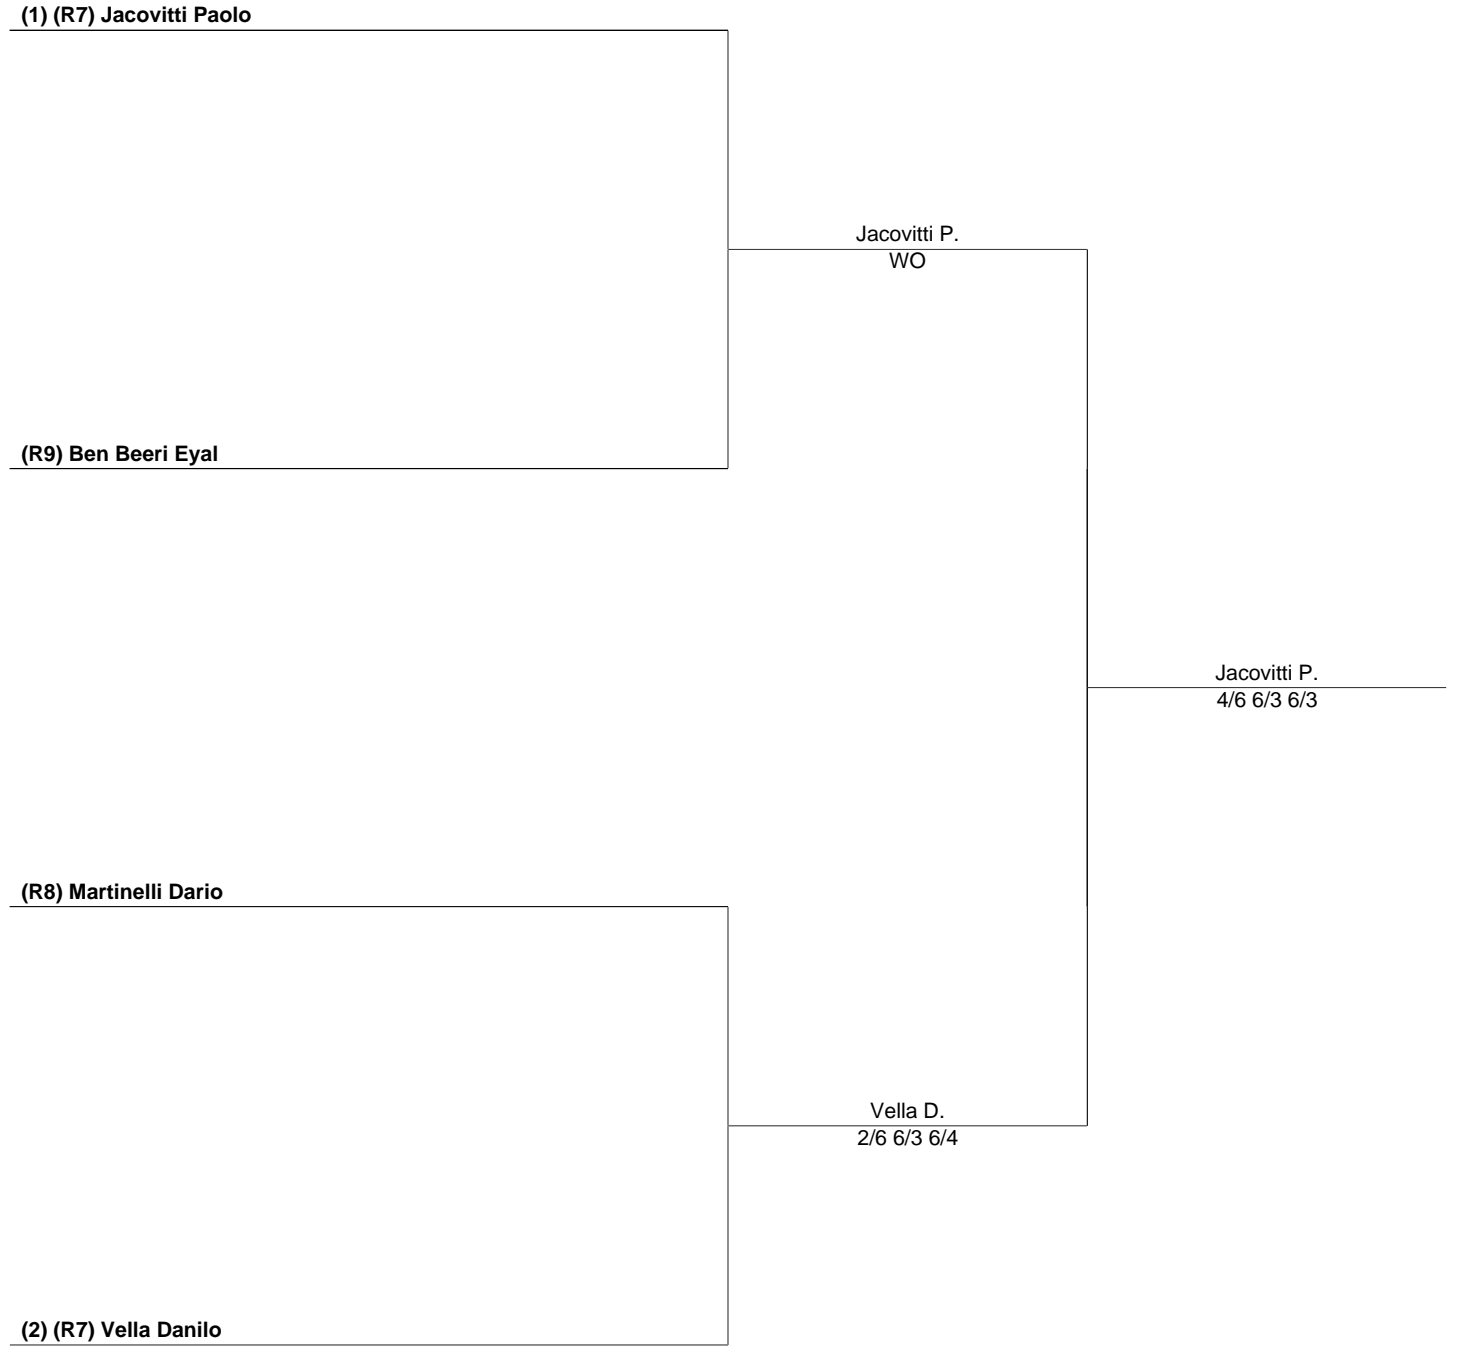 (1) (R7) Jacovitti Paolo
Jacovitti P.
WO
(R9) Ben Beeri Eyal
Jacovitti P.
4/6 6/3 6/3
(R8) Martinelli Dario
Vella D.
2/6 6/3 6/4
(2) (R7) Vella Danilo